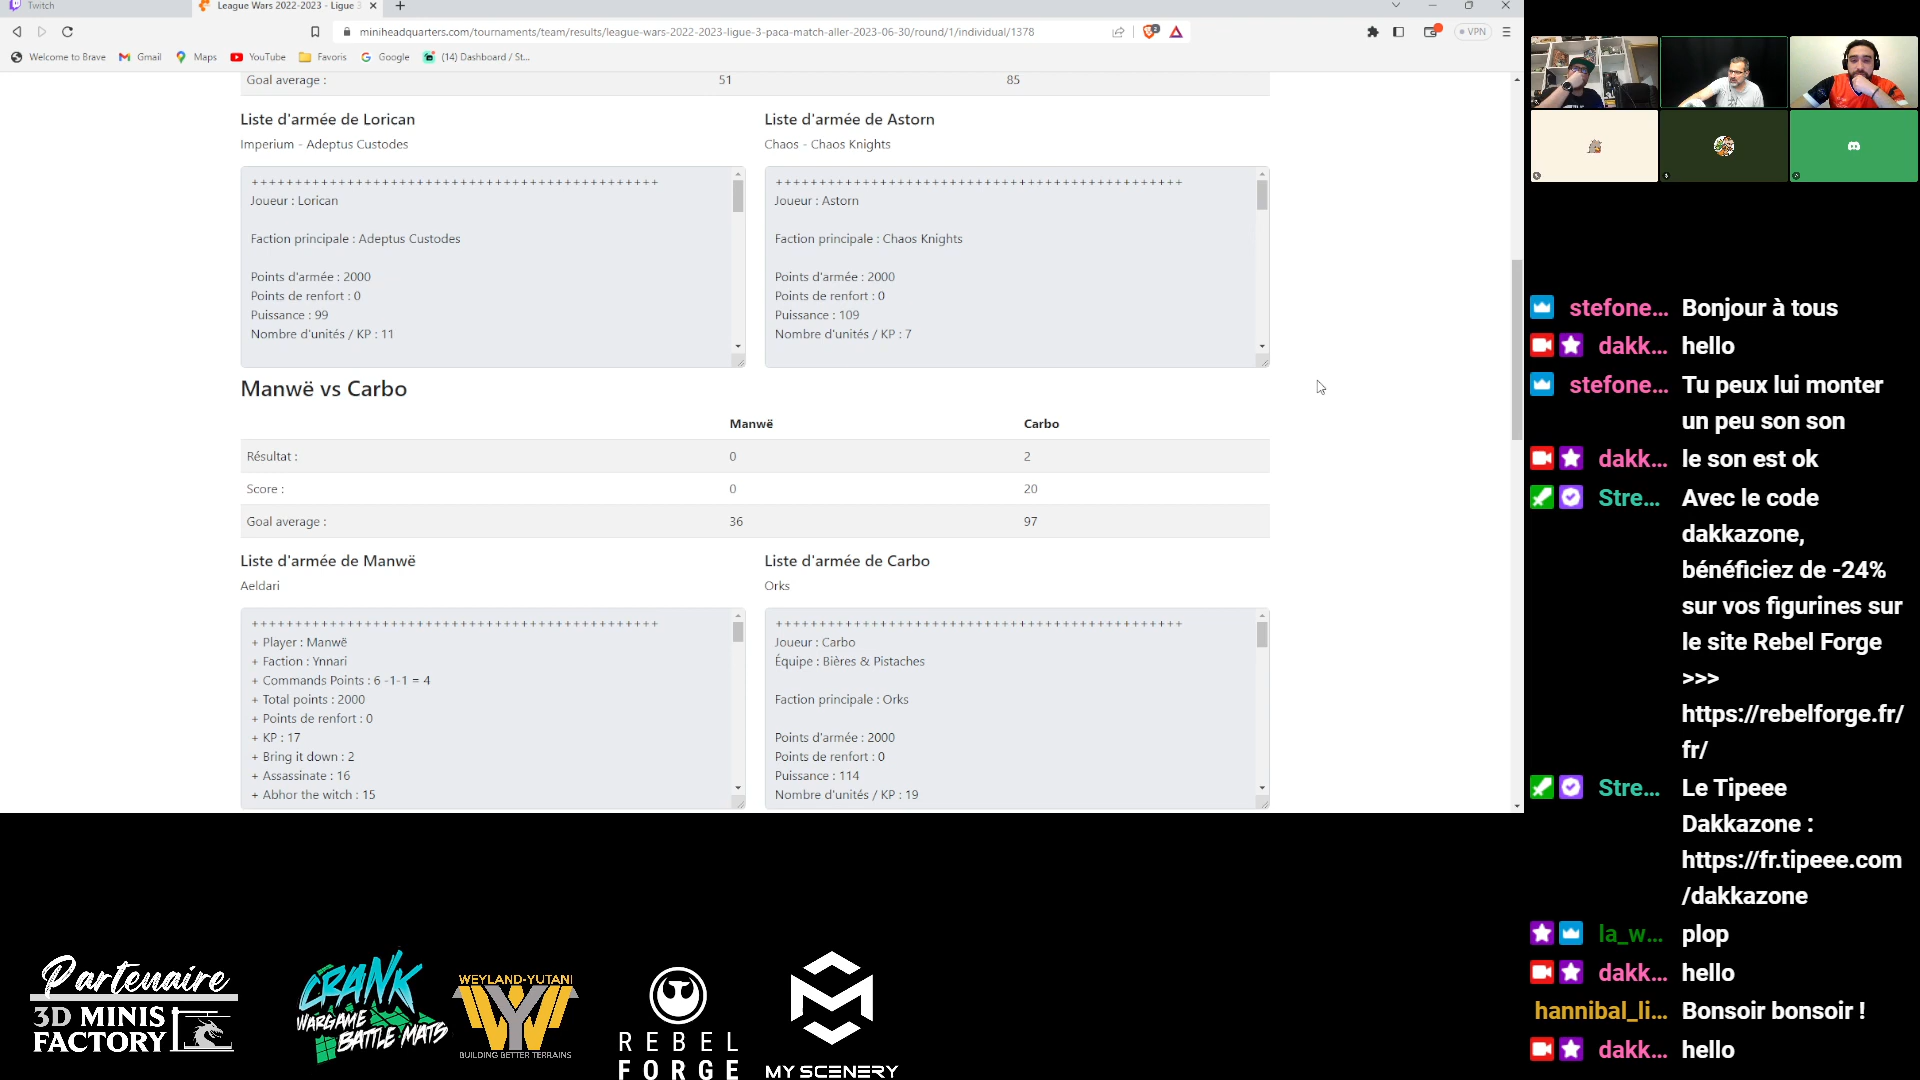 Twitch
League Wars 2022-2023 - Ligue 3
miniheadquarters.com/tournaments/team/results/league-wars-2022-2023-ligue-3-paca-match-aller-2023-06-30/round/1/individual/1378
VPN
Welcome to Brave
Gmail
Maps
YouTube
Favoris
Google
(14) Dashboard / St...
Goal average : 51 85
Liste d'armée de Lorican
Imperium - Adeptus Custodes
++++++++++++++++++++++++++++++++++++++++++++++
Joueur : Lorican
Faction principale : Adeptus Custodes
Points d'armée : 2000
Points de renfort : 0
Puissance : 99
Nombre d'unités / KP : 11
Liste d'armée de Astorn
Chaos - Chaos Knights
++++++++++++++++++++++++++++++++++++++++++++++
Joueur : Astorn
Faction principale : Chaos Knights
Points d'armée : 2000
Points de renfort : 0
Puissance : 109
Nombre d'unités / KP : 7
Manwë vs Carbo
Manwë Carbo
Résultat : 0 2
Score : 0 20
Goal average : 36 97
Liste d'armée de Manwë
Aeldari
++++++++++++++++++++++++++++++++++++++++++++++
+ Player : Manwë
+ Faction : Ynnari
+ Commands Points : 6 -1-1 = 4
+ Total points : 2000
+ Points de renfort : 0
+ KP : 17
+ Bring it down : 2
+ Assassinate : 16
+ Abhor the witch : 15
Liste d'armée de Carbo
Orks
++++++++++++++++++++++++++++++++++++++++++++++
Joueur : Carbo
Équipe : Bières & Pistaches
Faction principale : Orks
Points d'armée : 2000
Points de renfort : 0
Puissance : 114
Nombre d'unités / KP : 19
stefone... Bonjour à tous
dakk... hello
stefone... Tu peux lui monter
un peu son son
dakk... le son est ok
Stre... Avec le code
dakkazone,
bénéficiez de -24%
sur vos figurines sur
le site Rebel Forge
>>>
https://rebelforge.fr/
fr/
Stre... Le Tipeee
Dakkazone :
https://fr.tipeee.com
/dakkazone
la_w... plop
dakk... hello
hannibal_li... Bonsoir bonsoir !
dakk... hello
Partenaire
3D MINIS
FACTORY
CRANK
WARGAME
BATTLE MATS
WEYLAND-YUTANI
BUILDING BETTER TERRAINS
REBEL
FORGE
MY SCENERY